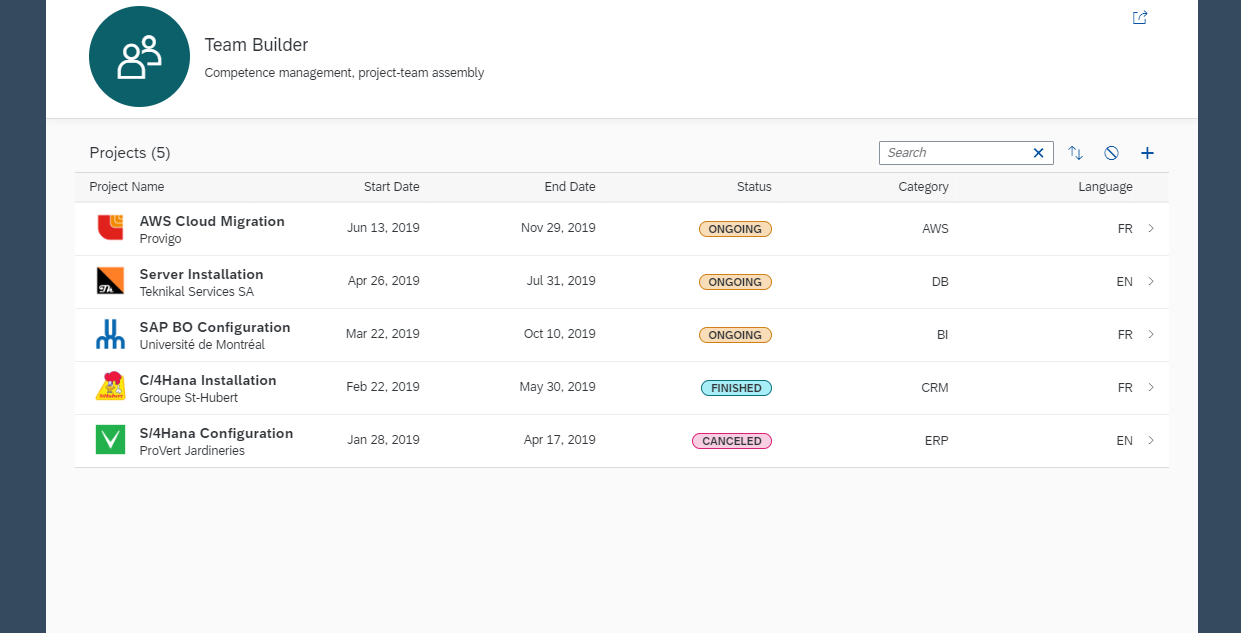 Team Builder
Competence management, project-team assembly
Projects (5)
Search
Project Name Start Date End Date Status Category Language
AWS Cloud Migration
Provigo
Jun 13, 2019 Nov 29, 2019 ONGOING AWS FR
Server Installation
Teknikal Services SA
Apr 26, 2019 Jul 31, 2019 ONGOING DB EN
SAP BO Configuration
Université de Montréal
Mar 22, 2019 Oct 10, 2019 ONGOING BI FR
C/4Hana Installation
Groupe St-Hubert
Feb 22, 2019 May 30, 2019 FINISHED CRM FR
S/4Hana Configuration
ProVert Jardineries
Jan 28, 2019 Apr 17, 2019 CANCELED ERP EN